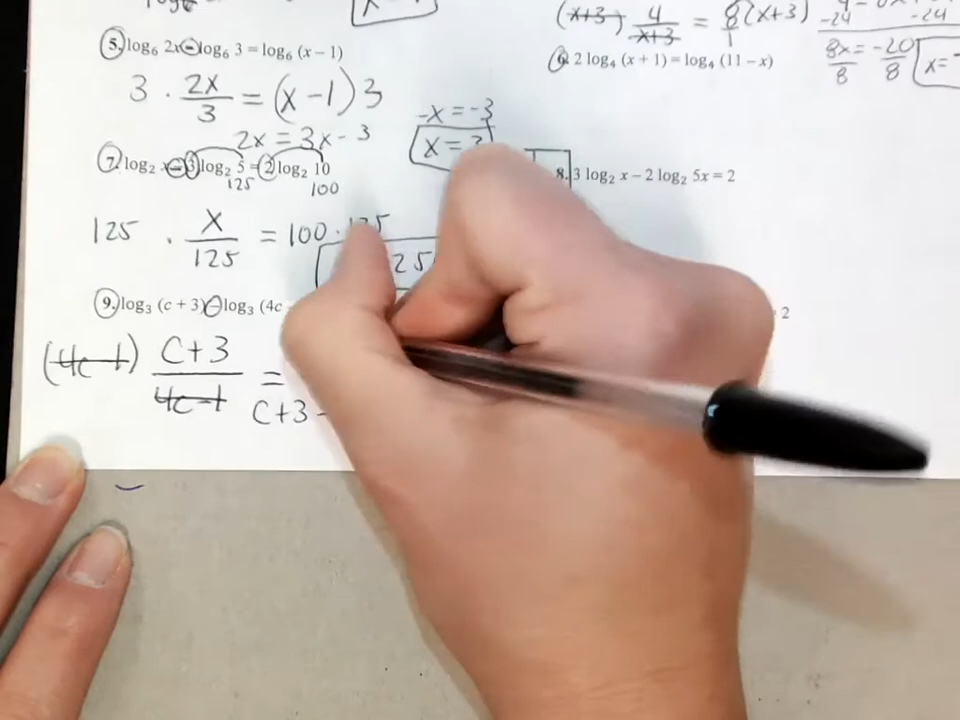 (x+3) 4/x+3 = 8/1 (x+3)
-24 -24
8x = -20
8 8
x=
5. log₆ 2x − log₆ 3 = log₆ (x − 1)
3 · 2x/3 = (x−1)3
2x = 3x − 3
-x = -3
x = 3
6. 2 log₄ (x + 1) = log₄ (11 − x)
7. log₂ x − 3 log₂ 5 = 2 log₂ 10
125 100
125 · x/125 = 100 · 125
25
8. 3 log₂ x − 2 log₂ 5x = 2
9. log₃ (c + 3) − log₃ (4c
2
(4c−1) c+3/4c−1 =
c+3